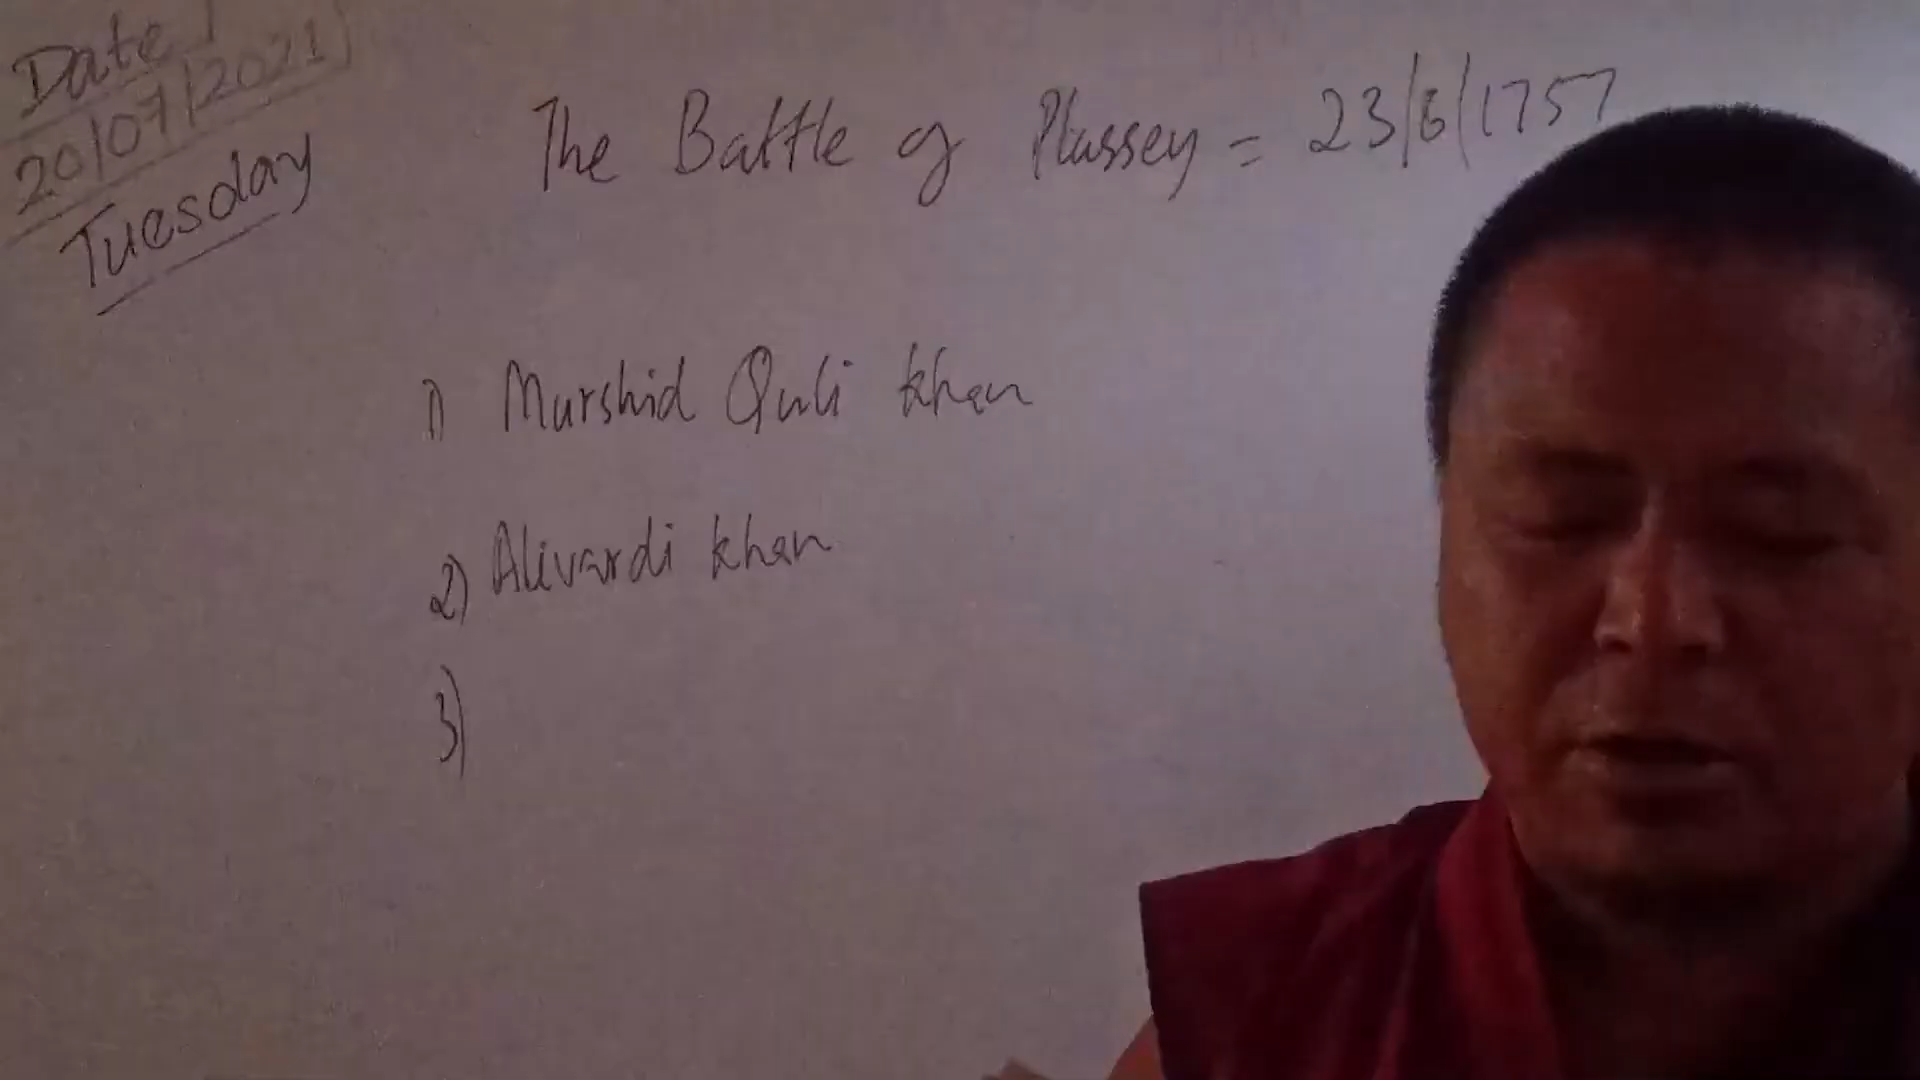 Date
20/07/2021
Tuesday
The Battle of Plassey = 23/6/1757
1) Murshid Quli khan
2) Alivardi khan
3)